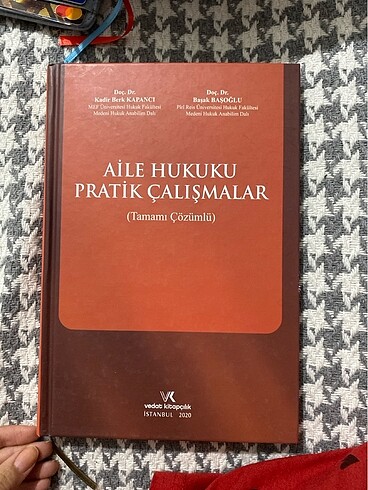 Doç. Dr.
Kadir Berk KAPANCI
MEF Üniversitesi Hukuk Fakültesi
Medeni Hukuk Anabilim Dalı
Doç. Dr.
Başak BAŞOĞLU
Piri Reis Üniversitesi Hukuk Fakültesi
Medeni Hukuk Anabilim Dalı
AİLE HUKUKU
PRATİK ÇALIŞMALAR
(Tamamı Çözümlü)
VK
vedat kitapçılık
İSTANBUL 2020